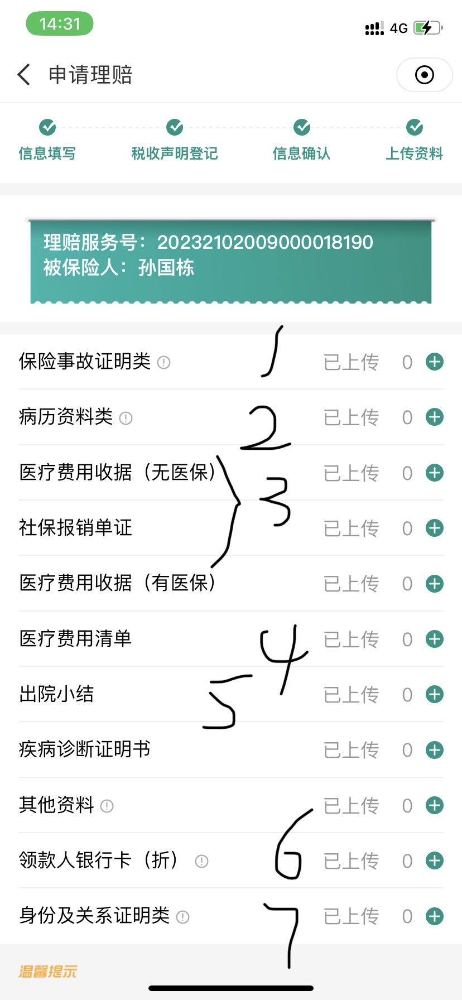 14:31 4G
申请理赔
信息填写 税收声明登记 信息确认 上传资料
理赔服务号：20232102009000018190
被保险人：孙国栋
保险事故证明类 1 已上传 0
病历资料类 2 已上传 0
医疗费用收据（无医保） 3 已上传 0
社保报销单证 已上传 0
医疗费用收据（有医保） 已上传 0
医疗费用清单 4 已上传 0
出院小结 5 已上传 0
疾病诊断证明书 已上传 0
其他资料 已上传 0
领款人银行卡（折） 6 已上传 0
身份及关系证明类 7 已上传 0
温馨提示